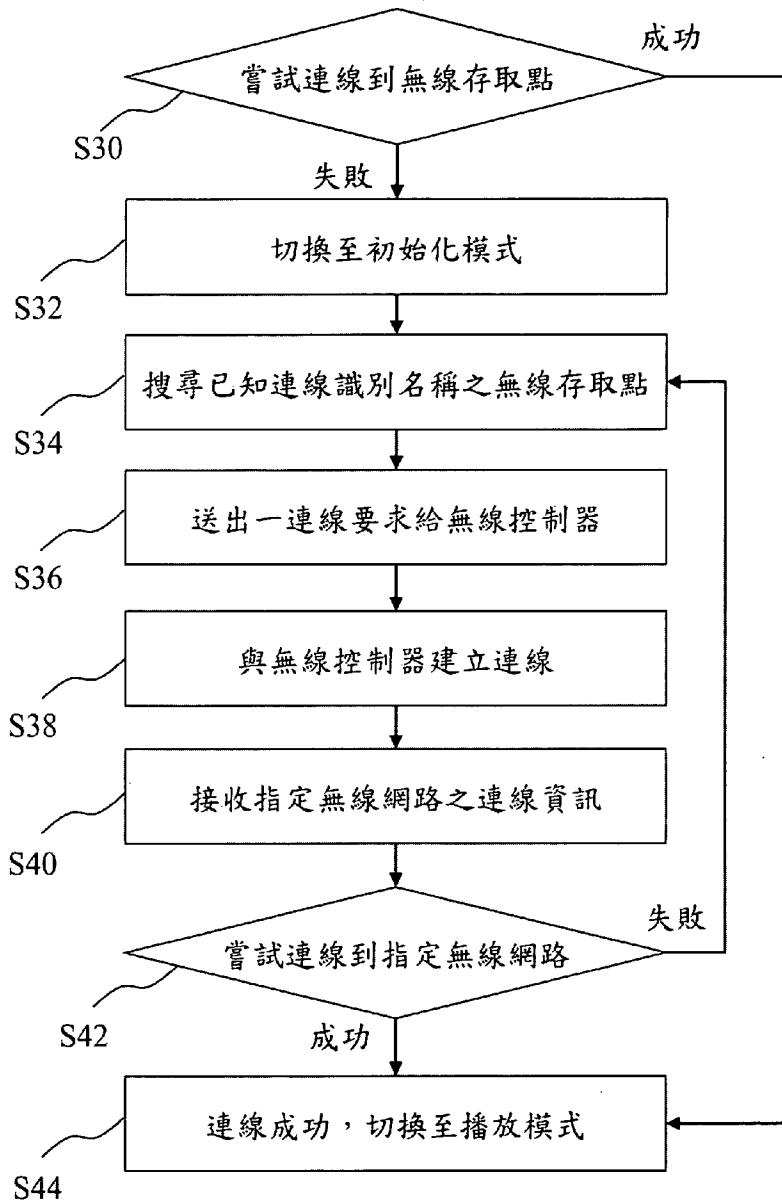 成功
嘗試連線到無線存取點
S30
失敗
切換至初始化模式
S32
搜尋已知連線識別名稱之無線存取點
S34
送出一連線要求給無線控制器
S36
與無線控制器建立連線
S38
接收指定無線網路之連線資訊
S40
失敗
嘗試連線到指定無線網路
S42
成功
連線成功，切換至播放模式
S44